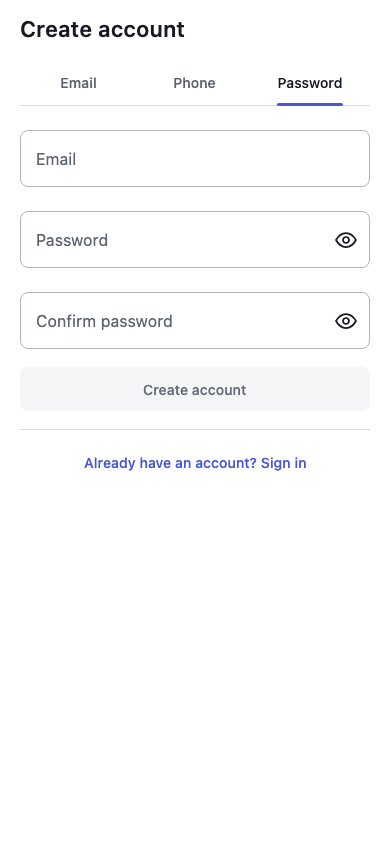 Create account
Email
Phone
Password
Email
Password
Confirm password
Create account
Already have an account? Sign in